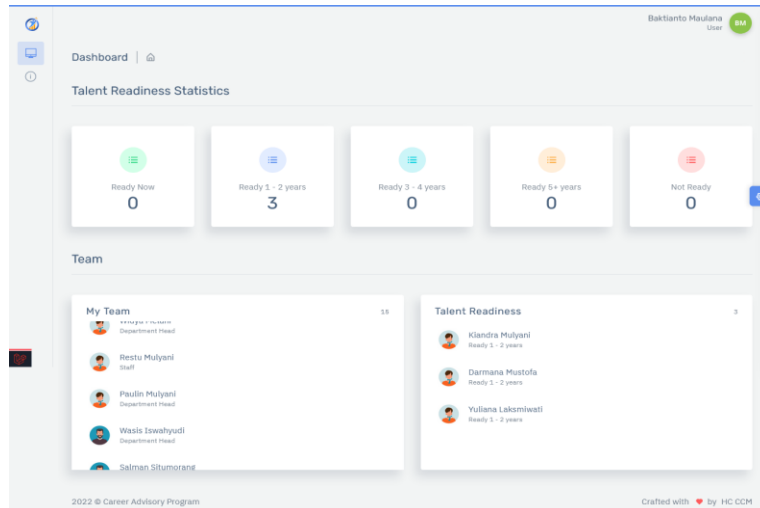 Baktianto Maulana
User
BM
Dashboard
Talent Readiness Statistics
Ready Now
0
Ready 1 - 2 years
3
Ready 3 - 4 years
0
Ready 5+ years
0
Not Ready
0
Team
My Team
Department Head
Restu Mulyani
Staff
Paulin Mulyani
Department Head
Wasis Iswahyudi
Department Head
Salman Situmorang
Talent Readiness
3
Kiandra Mulyani
Ready 1 - 2 years
Darmana Mustofa
Ready 1 - 2 years
Yuliana Laksmiwati
Ready 1 - 2 years
2022 © Career Advisory Program
Crafted with by HC CCM